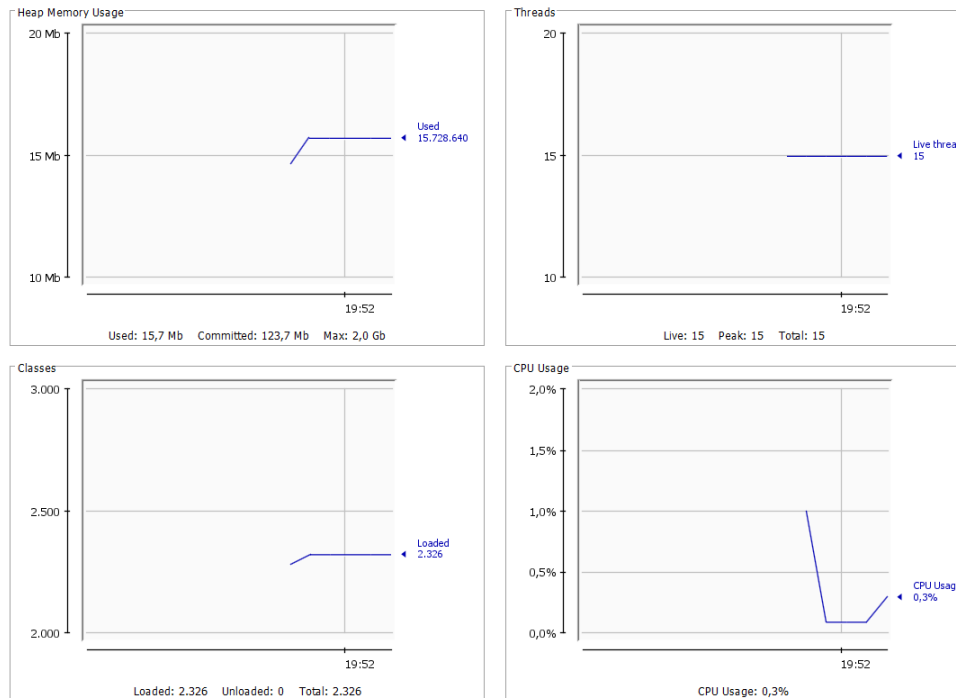 Heap Memory Usage
20 Mb
15 Mb
10 Mb
Used
15.728.640
19:52
Used: 15,7 Mb Committed: 123,7 Mb Max: 2,0 Gb
Threads
20
15
10
Live threa
15
19:52
Live: 15 Peak: 15 Total: 15
Classes
3.000
2.500
2.000
Loaded
2.326
19:52
Loaded: 2.326 Unloaded: 0 Total: 2.326
CPU Usage
2,0%
1,5%
1,0%
0,5%
0,0%
CPU Usag
0,3%
19:52
CPU Usage: 0,3%